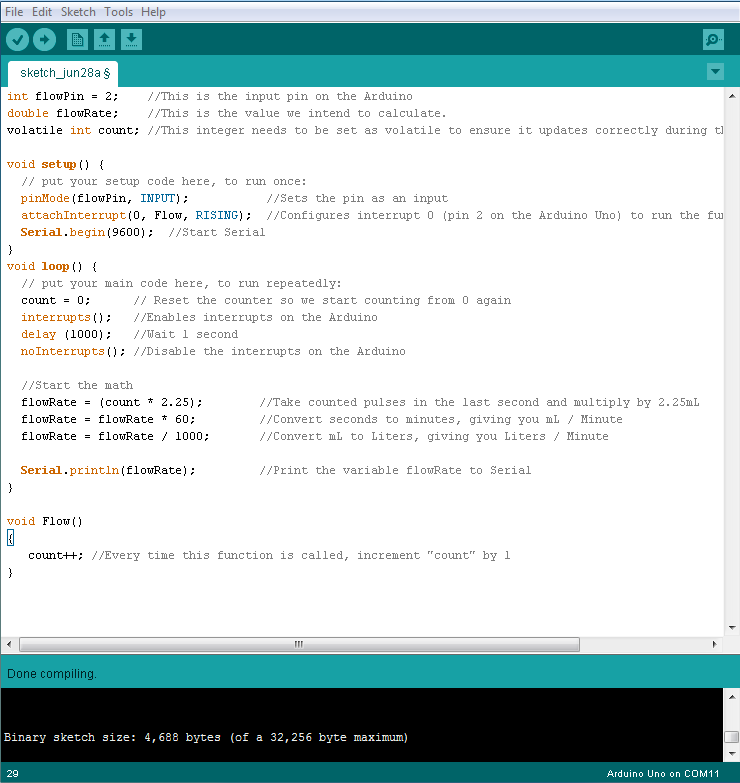 File Edit Sketch Tools Help
sketch_jun28a §
int flowPin = 2;    //This is the input pin on the Arduino
double flowRate;    //This is the value we intend to calculate.
volatile int count; //This integer needs to be set as volatile to ensure it updates correctly during th
void setup() {
  // put your setup code here, to run once:
  pinMode(flowPin, INPUT);           //Sets the pin as an input
  attachInterrupt(0, Flow, RISING);  //Configures interrupt 0 (pin 2 on the Arduino Uno) to run the fu
  Serial.begin(9600);  //Start Serial
}
void loop() {
  // put your main code here, to run repeatedly:
  count = 0;      // Reset the counter so we start counting from 0 again
  interrupts();   //Enables interrupts on the Arduino
  delay (1000);   //Wait 1 second
  noInterrupts(); //Disable the interrupts on the Arduino
  //Start the math
  flowRate = (count * 2.25);        //Take counted pulses in the last second and multiply by 2.25mL
  flowRate = flowRate * 60;         //Convert seconds to minutes, giving you mL / Minute
  flowRate = flowRate / 1000;       //Convert mL to Liters, giving you Liters / Minute
  Serial.println(flowRate);         //Print the variable flowRate to Serial
}
void Flow()
{
   count++; //Every time this function is called, increment "count" by 1
}
Done compiling.
Binary sketch size: 4,688 bytes (of a 32,256 byte maximum)
29 Arduino Uno on COM11